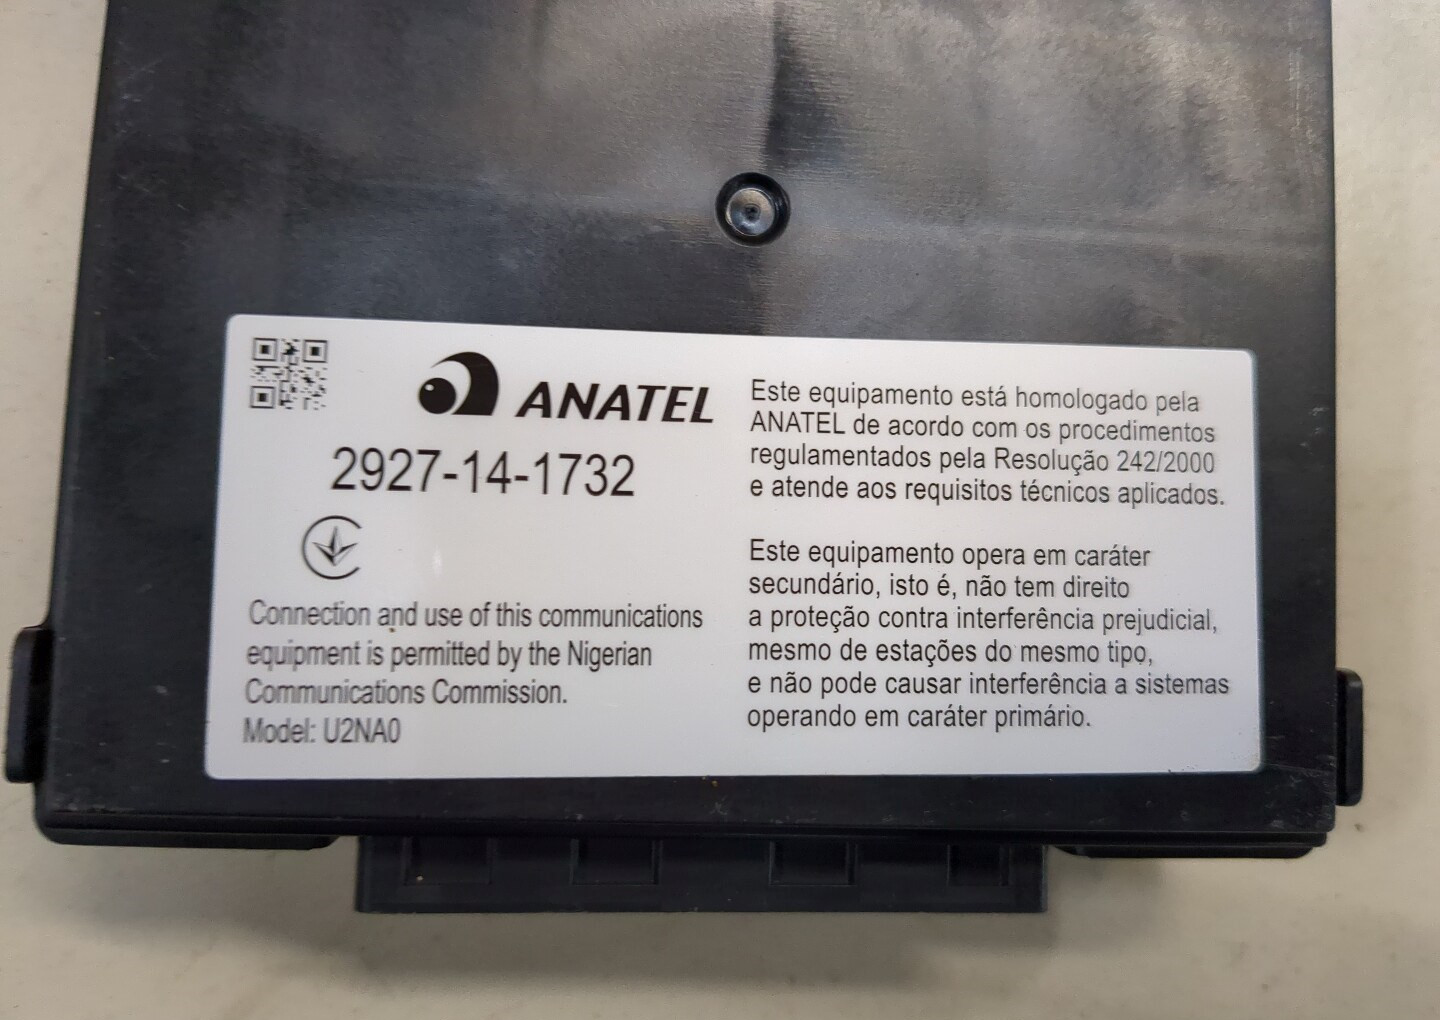 ANATEL
2927-14-1732
Connection and use of this communications
equipment is permitted by the Nigerian
Communications Commission.
Model: U2NA0
Este equipamento está homologado pela
ANATEL de acordo com os procedimentos
regulamentados pela Resolução 242/2000
e atende aos requisitos técnicos aplicados.
Este equipamento opera em caráter
secundário, isto é, não tem direito
a proteção contra interferência prejudicial,
mesmo de estações do mesmo tipo,
e não pode causar interferência a sistemas
operando em caráter primário.